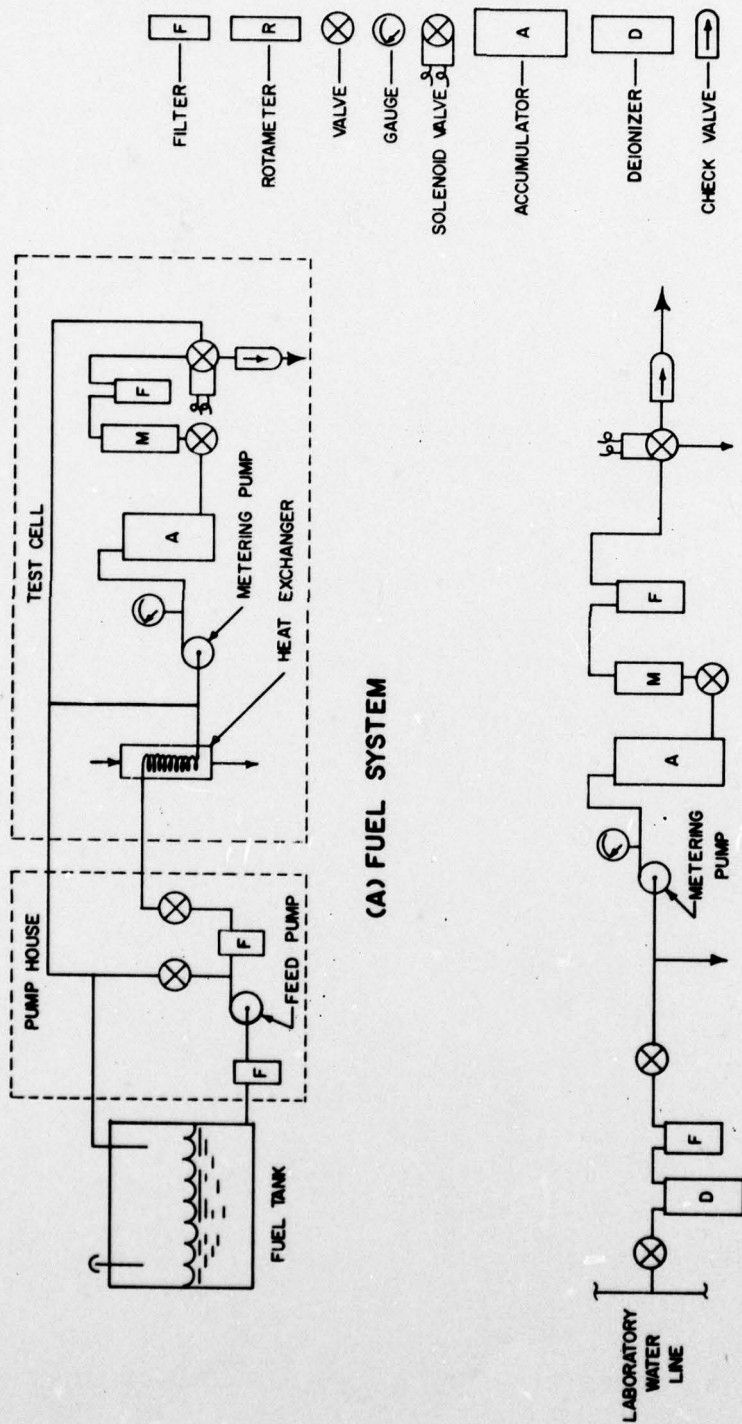 PUMP HOUSE
F
FEED PUMP
F
FUEL TANK
TEST CELL
M
F
A
METERING PUMP
HEAT EXCHANGER
(A) FUEL SYSTEM
LABORATORY
WATER
LINE
D
F
METERING
PUMP
A
M
F
FILTER
F
ROTAMETER
R
VALVE
GAUGE
SOLENOID VALVE
ACCUMULATOR
A
DEIONIZER
D
CHECK VALVE